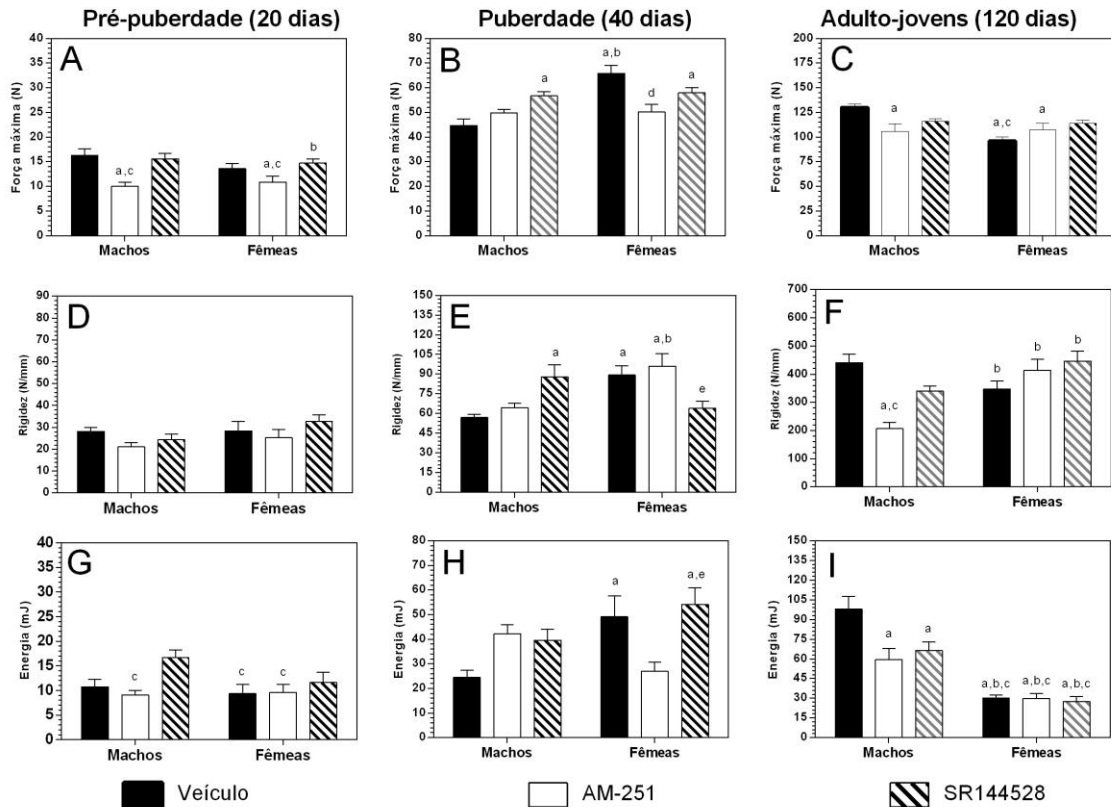 Pré-puberdade (20 dias)
Puberdade (40 dias)
Adulto-jovens (120 dias)
A
Força máxima (N)
40
35
30
25
20
15
10
5
0
a,c
a,c
b
Machos
Fêmeas
B
Força máxima (N)
80
70
60
50
40
30
20
10
0
a
a,b
d
a
Machos
Fêmeas
C
Força máxima (N)
200
175
150
125
100
75
50
25
0
a
a,c
a
Machos
Fêmeas
D
Rigidez (N/mm)
90
80
70
60
50
40
30
20
10
0
Machos
Fêmeas
E
Rigidez (N/mm)
150
135
120
105
90
75
60
45
30
15
0
a
a
a,b
e
Machos
Fêmeas
F
Rigidez (N/mm)
700
600
500
400
300
200
100
0
a,c
b
b
b
Machos
Fêmeas
G
Energia (mJ)
40
35
30
25
20
15
10
5
0
c
c
c
Machos
Fêmeas
H
Energia (mJ)
80
70
60
50
40
30
20
10
0
a
a,e
Machos
Fêmeas
I
Energia (mJ)
150
135
120
105
90
75
60
45
30
15
0
a
a
a,b,c
a,b,c
a,b,c
Machos
Fêmeas
Veículo
AM-251
SR144528